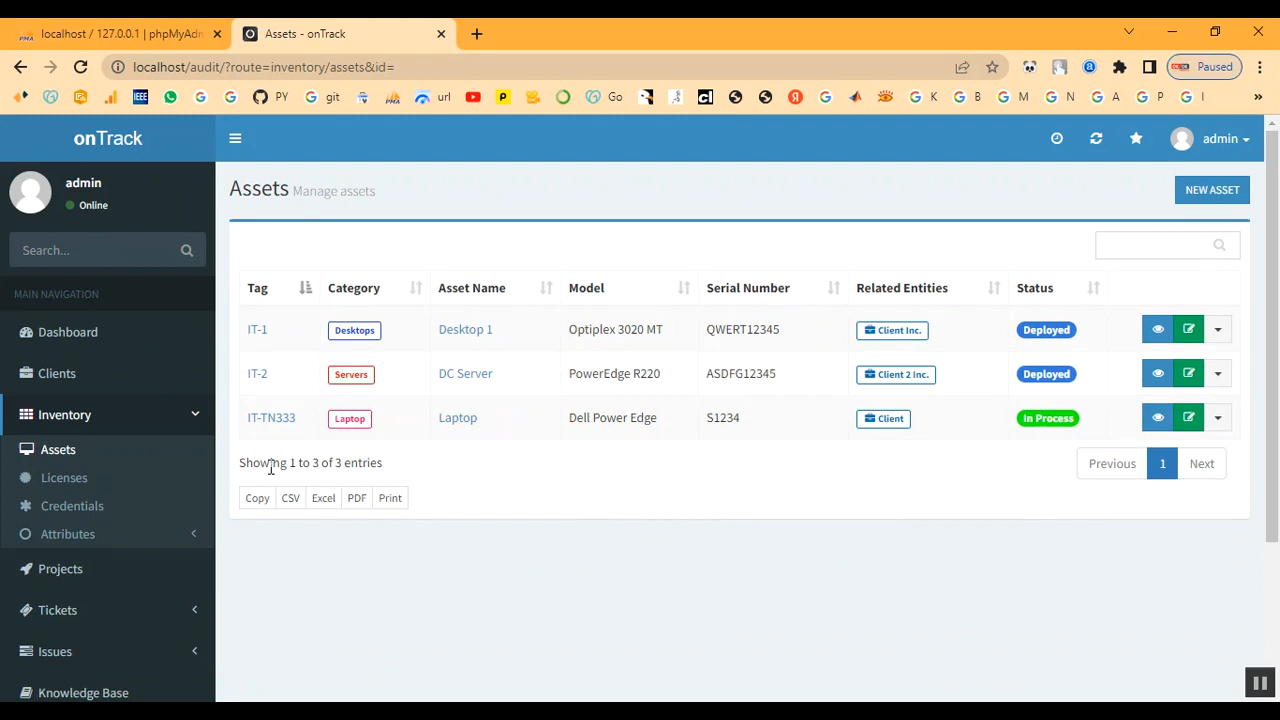 localhost / 127.0.0.1 | phpMyAdn
Assets - onTrack
localhost/audit/?route=inventory/assets&id=
Paused
IEEE
PY
git
url
Go
K
B
M
N
A
P
I
»
onTrack
admin
admin
Online
Assets Manage assets
NEW ASSET
Search...
MAIN NAVIGATION
Dashboard
Clients
Inventory
Assets
Licenses
Credentials
Attributes
Projects
Tickets
Issues
Knowledge Base
Tag Category Asset Name Model Serial Number Related Entities Status
IT-1 Desktops Desktop 1 Optiplex 3020 MT QWERT12345 Client Inc. Deployed
IT-2 Servers DC Server PowerEdge R220 ASDFG12345 Client 2 Inc. Deployed
IT-TN333 Laptop Laptop Dell Power Edge S1234 Client In Process
Showing 1 to 3 of 3 entries
Previous 1 Next
Copy CSV Excel PDF Print